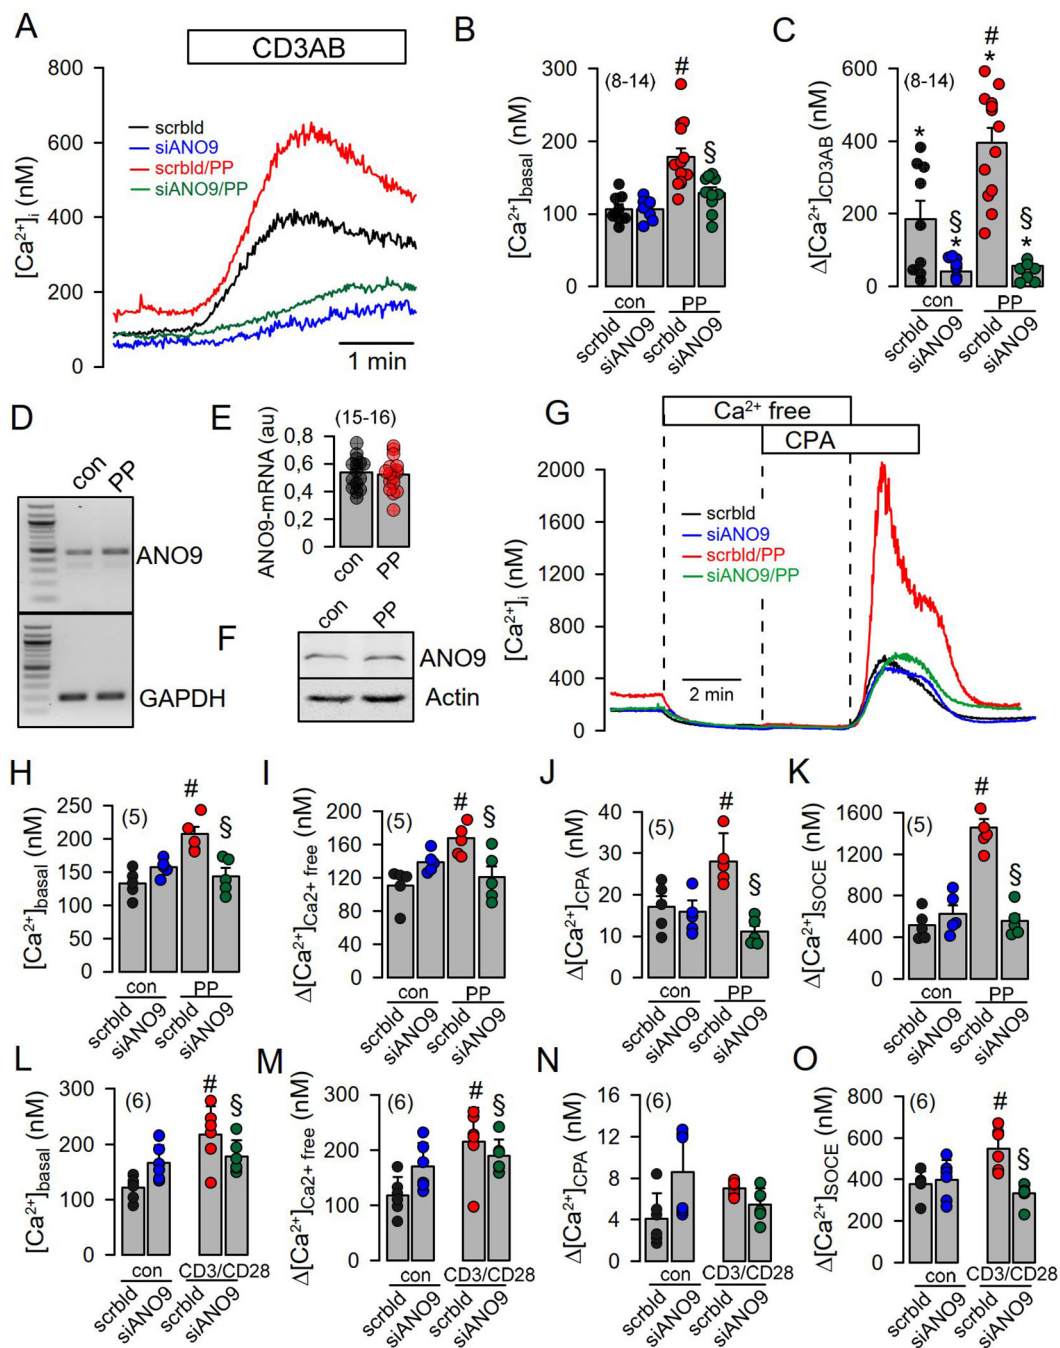 A
CD3AB
[Ca²⁺]ᵢ (nM)
800
600
400
200
0
scrbld
siANO9
scrbld/PP
siANO9/PP
1 min
B
[Ca²⁺]basal (nM)
300
200
100
0
(8-14)
#
§
con
PP
scrbld
siANO9
scrbld
siANO9
C
Δ[Ca²⁺]CD3AB (nM)
600
400
200
0
(8-14)
*
§
*
#
*
§
*
con
PP
scrbld
siANO9
scrbld
siANO9
D
con
PP
ANO9
GAPDH
E
ANO9-mRNA (au)
0,8
0,6
0,4
0,2
0
(15-16)
con
PP
F
con
PP
ANO9
Actin
G
Ca²⁺ free
CPA
[Ca²⁺]ᵢ (nM)
2000
1600
1200
800
400
0
scrbld
siANO9
scrbld/PP
siANO9/PP
2 min
H
[Ca²⁺]basal (nM)
250
200
150
100
50
0
(5)
#
§
con
PP
scrbld
siANO9
scrbld
siANO9
I
Δ[Ca²⁺]Ca2+ free (nM)
200
160
120
80
40
0
(5)
#
§
con
PP
scrbld
siANO9
scrbld
siANO9
J
Δ[Ca²⁺]CPA (nM)
40
30
20
10
0
(5)
#
§
con
PP
scrbld
siANO9
scrbld
siANO9
K
Δ[Ca²⁺]SOCE (nM)
1600
1200
800
400
0
(5)
#
§
con
PP
scrbld
siANO9
scrbld
siANO9
L
[Ca²⁺]basal (nM)
300
200
100
0
(6)
#
§
con
CD3/CD28
scrbld
siANO9
scrbld
siANO9
M
Δ[Ca²⁺]Ca2+ free (nM)
300
200
100
0
(6)
#
§
con
CD3/CD28
scrbld
siANO9
scrbld
siANO9
N
Δ[Ca²⁺]CPA (nM)
16
12
8
4
0
(6)
con
CD3/CD28
scrbld
siANO9
scrbld
siANO9
O
Δ[Ca²⁺]SOCE (nM)
800
600
400
200
0
(6)
#
§
con
CD3/CD28
scrbld
siANO9
scrbld
siANO9